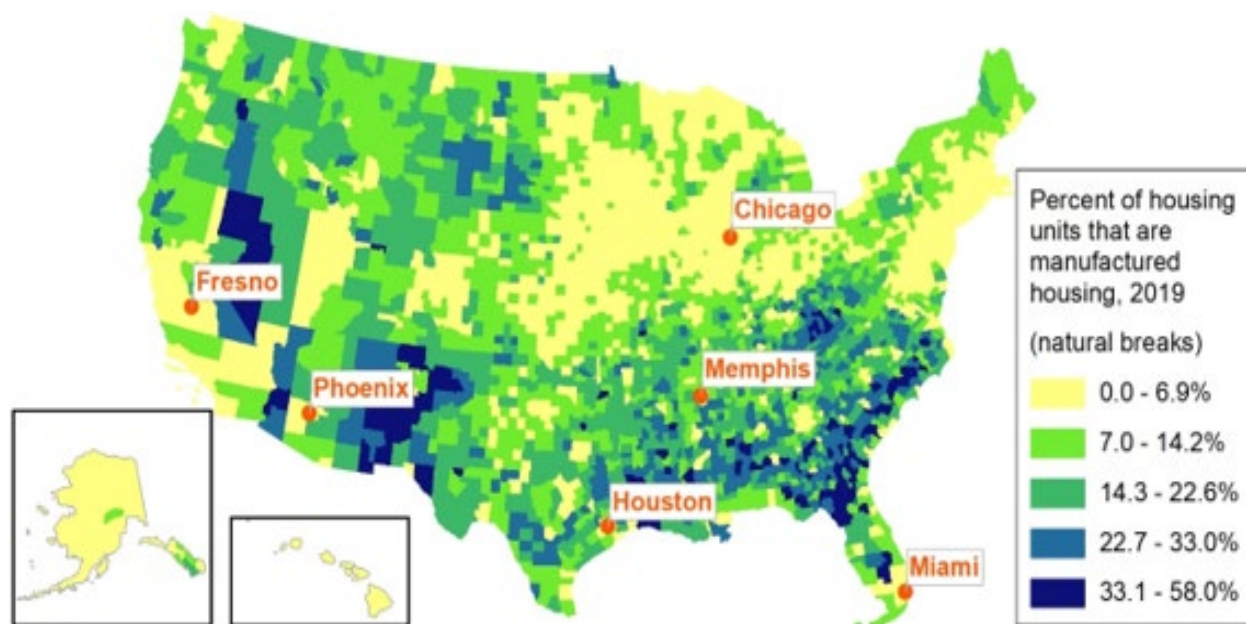 Chicago
Fresno
Memphis
Phoenix
Houston
Miami
Percent of housing
units that are
manufactured
housing, 2019
(natural breaks)
0.0 - 6.9%
7.0 - 14.2%
14.3 - 22.6%
22.7 - 33.0%
33.1 - 58.0%